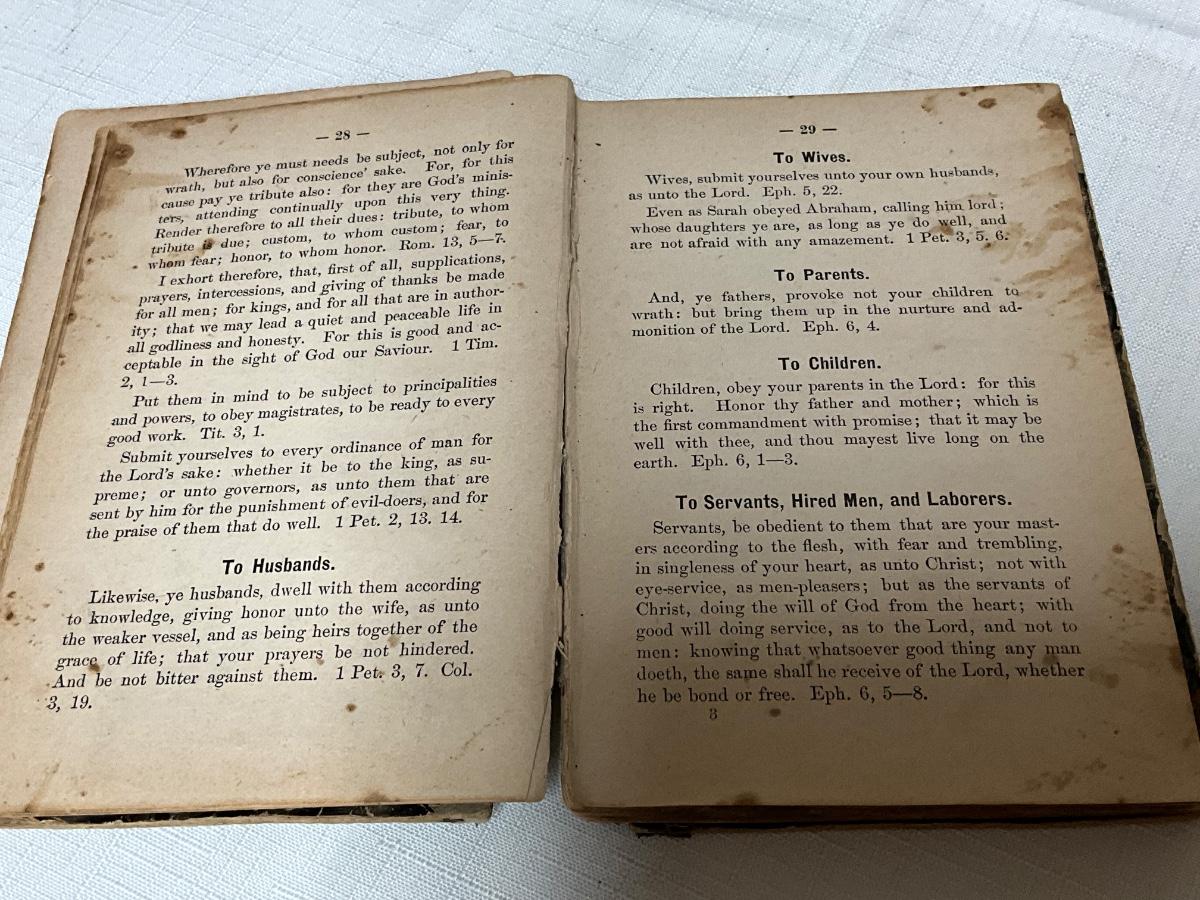 — 28 —
Wherefore ye must needs be subject, not only for
wrath, but also for conscience' sake. For, for this
cause pay ye tribute also: for they are God's minis-
ters, attending continually upon this very thing.
Render therefore to all their dues: tribute, to whom
tribute is due; custom, to whom custom; fear, to
whom fear; honor, to whom honor. Rom. 13, 5—7.
I exhort therefore, that, first of all, supplications,
prayers, intercessions, and giving of thanks be made
for all men; for kings, and for all that are in author-
ity; that we may lead a quiet and peaceable life in
all godliness and honesty. For this is good and ac-
ceptable in the sight of God our Saviour. 1 Tim.
2, 1—3.
Put them in mind to be subject to principalities
and powers, to obey magistrates, to be ready to every
good work. Tit. 3, 1.
Submit yourselves to every ordinance of man for
the Lord's sake: whether it be to the king, as su-
preme; or unto governors, as unto them that are
sent by him for the punishment of evil-doers, and for
the praise of them that do well. 1 Pet. 2, 13. 14.
To Husbands.
Likewise, ye husbands, dwell with them according
to knowledge, giving honor unto the wife, as unto
the weaker vessel, and as being heirs together of the
grace of life; that your prayers be not hindered.
And be not bitter against them. 1 Pet. 3, 7. Col.
3, 19.
— 29 —
To Wives.
Wives, submit yourselves unto your own husbands,
as unto the Lord. Eph. 5, 22.
Even as Sarah obeyed Abraham, calling him lord;
whose daughters ye are, as long as ye do well, and
are not afraid with any amazement. 1 Pet. 3, 5. 6.
To Parents.
And, ye fathers, provoke not your children to
wrath: but bring them up in the nurture and ad-
monition of the Lord. Eph. 6, 4.
To Children.
Children, obey your parents in the Lord: for this
is right. Honor thy father and mother; which is
the first commandment with promise; that it may be
well with thee, and thou mayest live long on the
earth. Eph. 6, 1—3.
To Servants, Hired Men, and Laborers.
Servants, be obedient to them that are your mast-
ers according to the flesh, with fear and trembling,
in singleness of your heart, as unto Christ; not with
eye-service, as men-pleasers; but as the servants of
Christ, doing the will of God from the heart; with
good will doing service, as to the Lord, and not to
men: knowing that whatsoever good thing any man
doeth, the same shall he receive of the Lord, whether
he be bond or free. Eph. 6, 5—8.
3